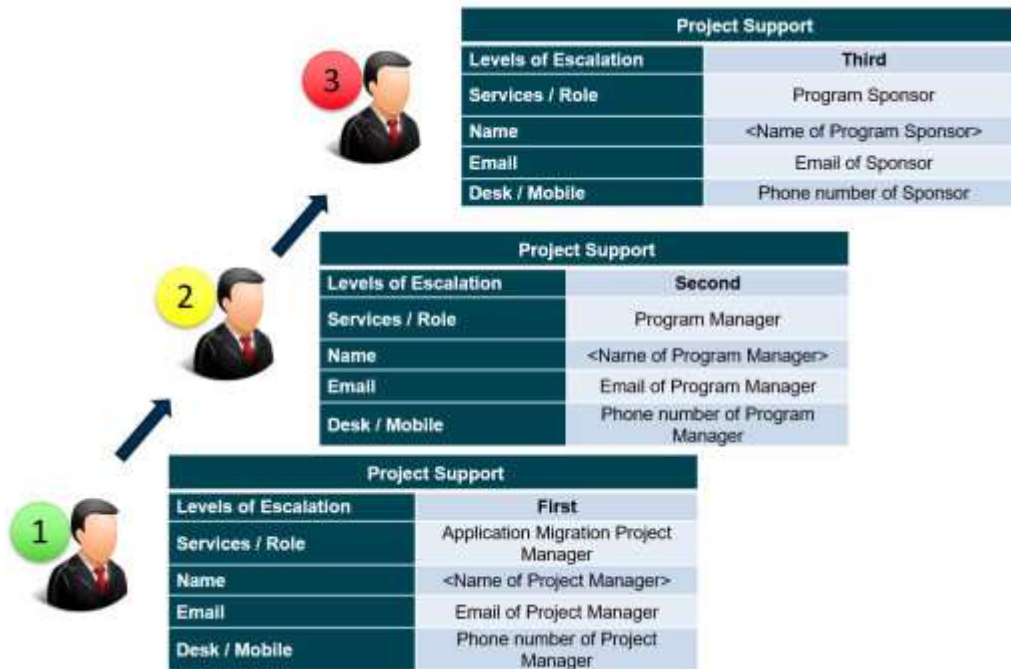 3
Project Support
Levels of Escalation Third
Services / Role Program Sponsor
Name <Name of Program Sponsor>
Email Email of Sponsor
Desk / Mobile Phone number of Sponsor
2
Project Support
Levels of Escalation Second
Services / Role Program Manager
Name <Name of Program Manager>
Email Email of Program Manager
Desk / Mobile Phone number of Program
Manager
1
Project Support
Levels of Escalation First
Services / Role Application Migration Project
Manager
Name <Name of Project Manager>
Email Email of Project Manager
Desk / Mobile Phone number of Project
Manager